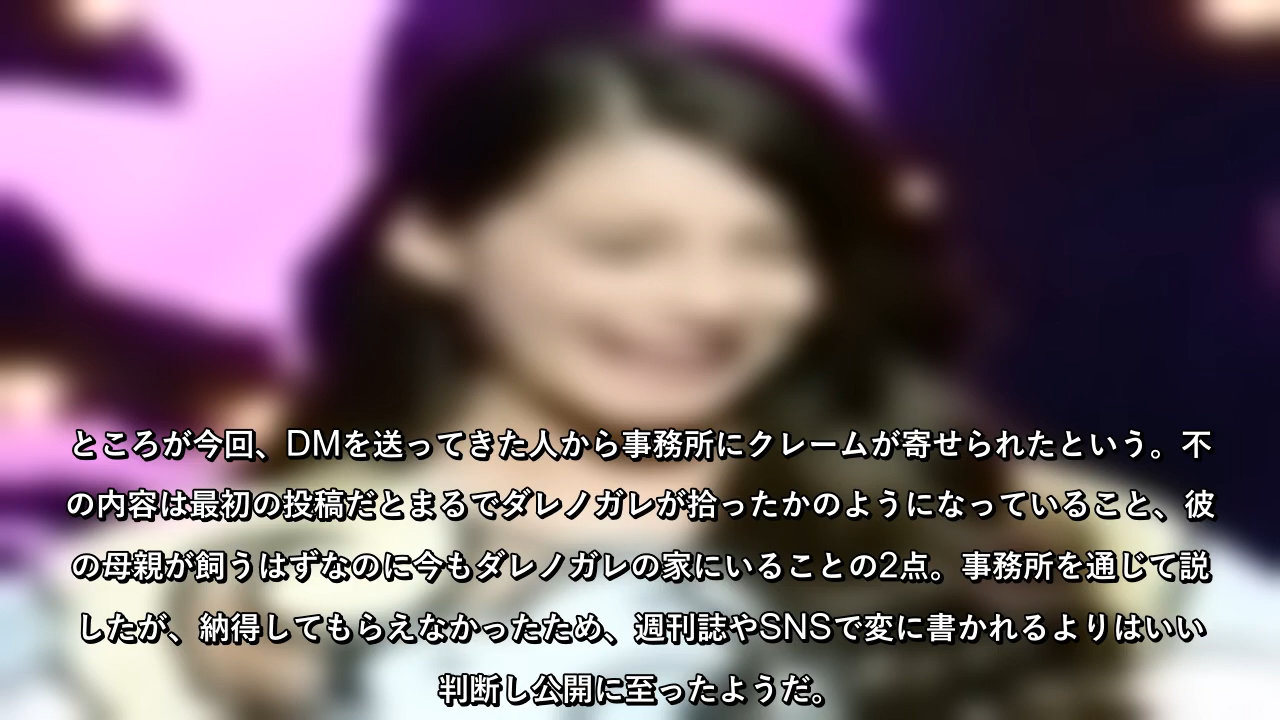 ところが今回、DMを送ってきた人から事務所にクレームが寄せられたという。不
の内容は最初の投稿だとまるでダレノガレが拾ったかのようになっていること、彼
の母親が飼うはずなのに今もダレノガレの家にいることの2点。事務所を通じて説
したが、納得してもらえなかったため、週刊誌やSNSで変に書かれるよりはいい
判断し公開に至ったようだ。